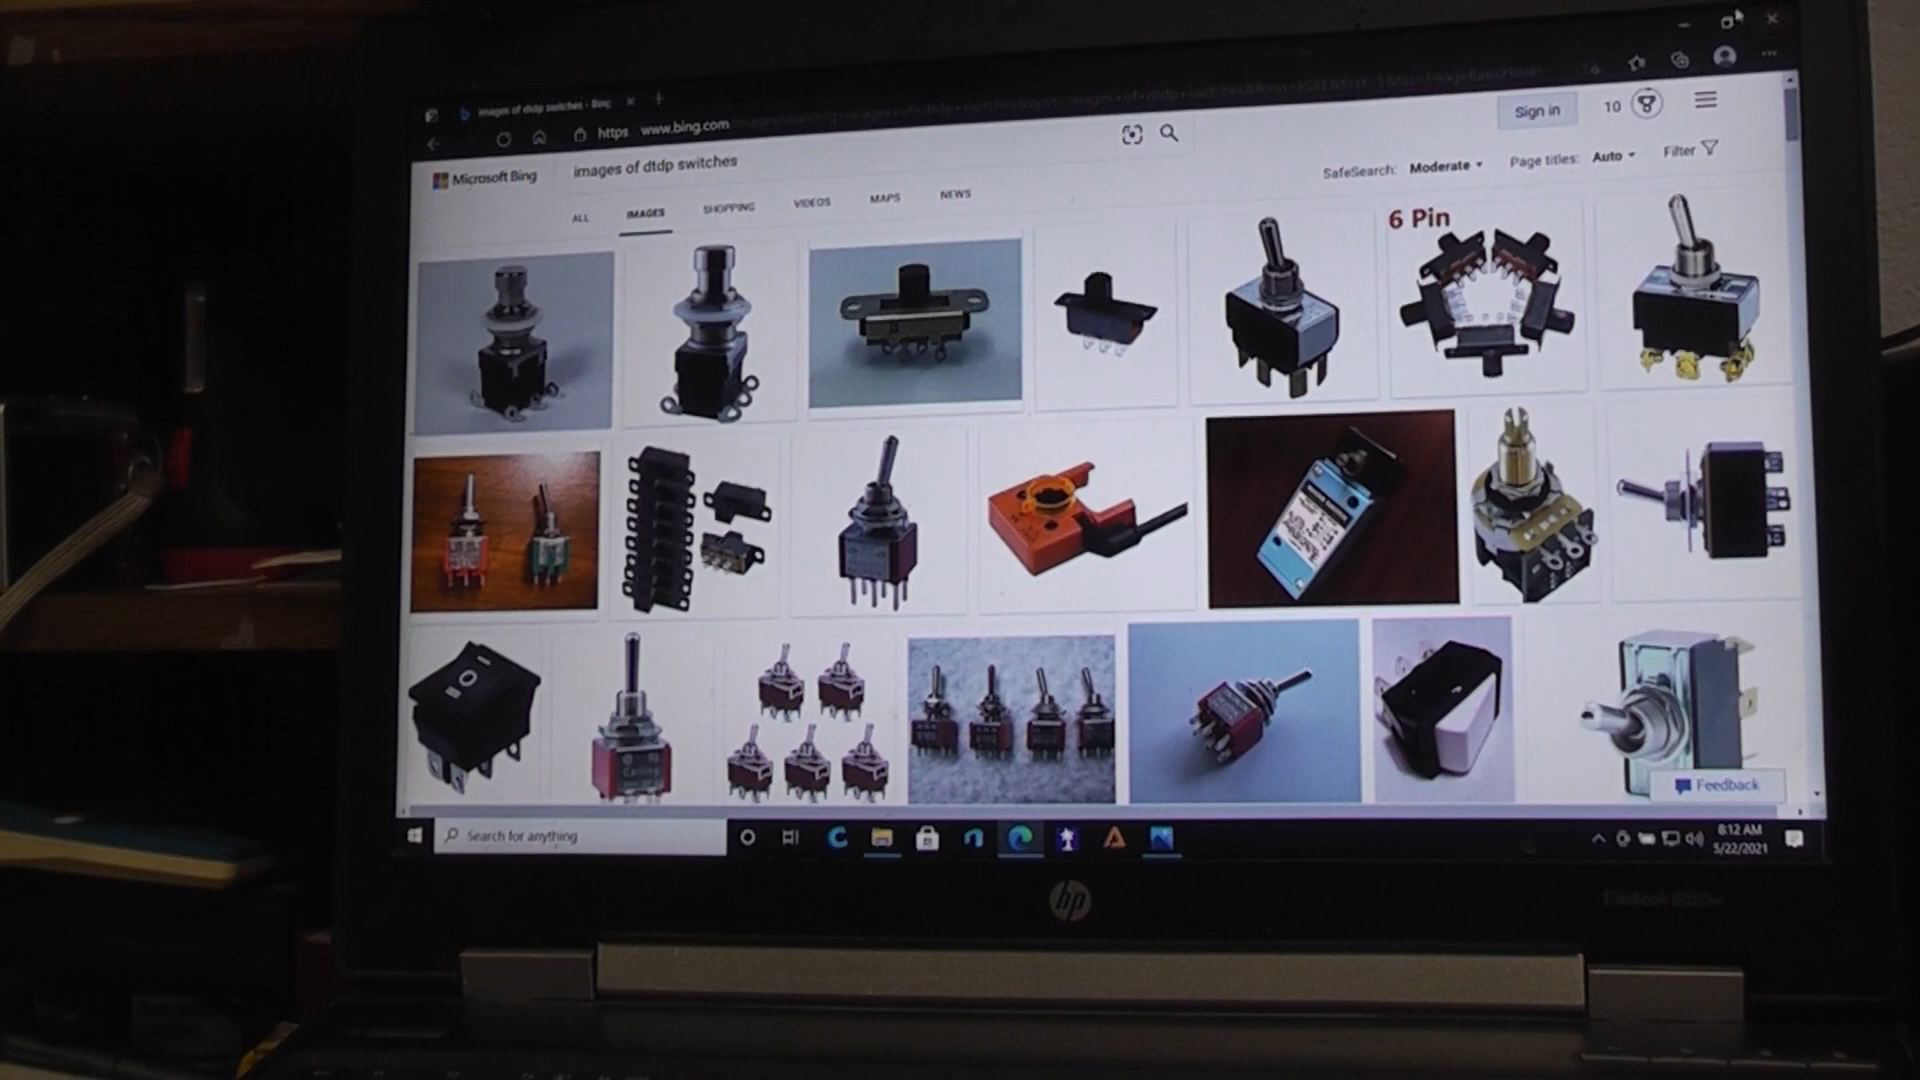 images of dtdp switches - Bing
https www.bing.com
Sign in
10
Microsoft Bing
images of dtdp switches
SafeSearch: Moderate
Page titles: Auto
Filter
ALL IMAGES SHOPPING VIDEOS MAPS NEWS
6 Pin
Feedback
Search for anything
8:12 AM
5/22/2021
hp